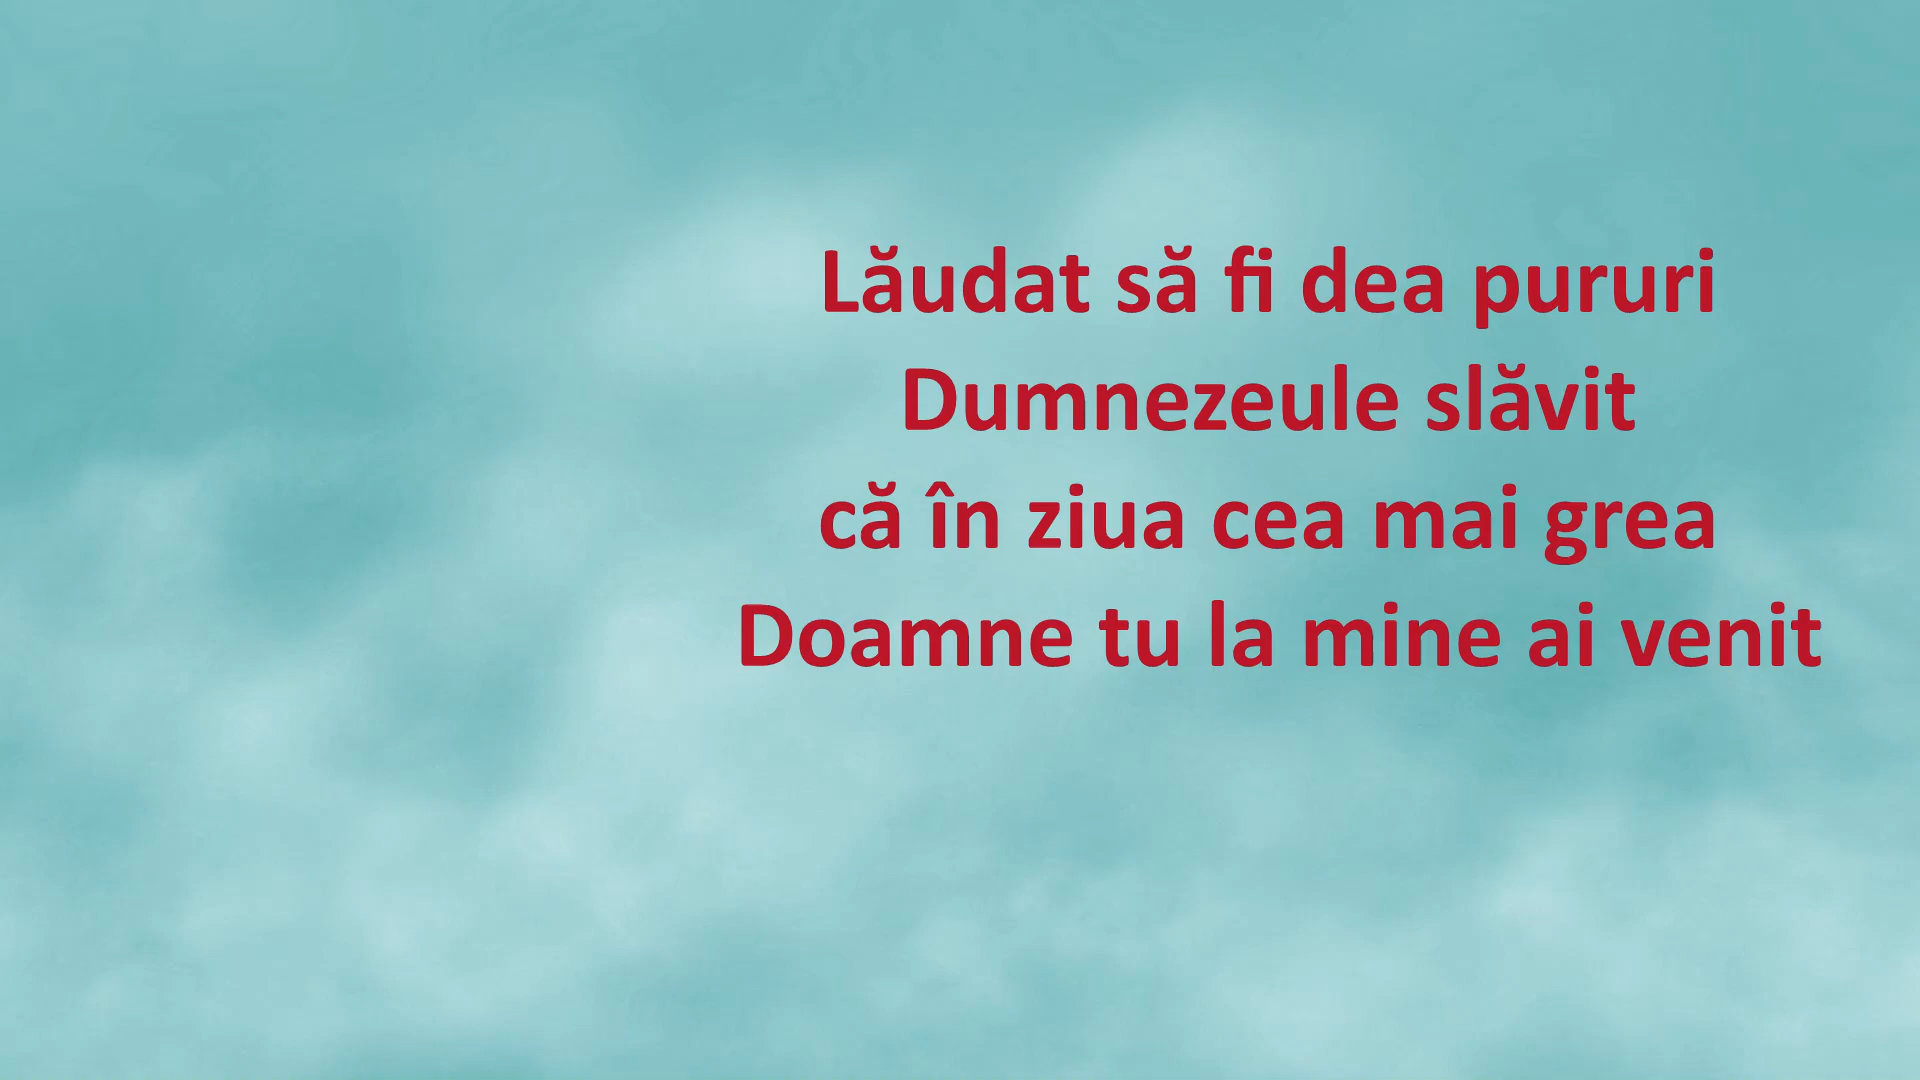 Lăudat să fi dea pururi
Dumnezeule slăvit
că în ziua cea mai grea
Doamne tu la mine ai venit